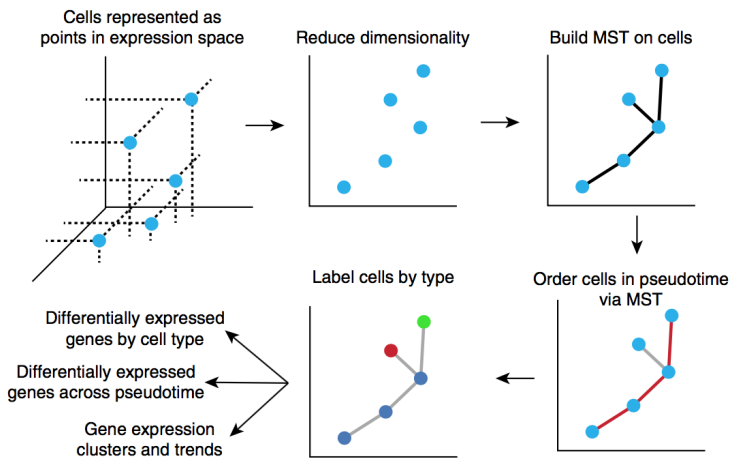 Cells represented as
points in expression space
Reduce dimensionality
Build MST on cells
Order cells in pseudotime
via MST
Label cells by type
Differentially expressed
genes by cell type
Differentially expressed
genes across pseudotime
Gene expression
clusters and trends